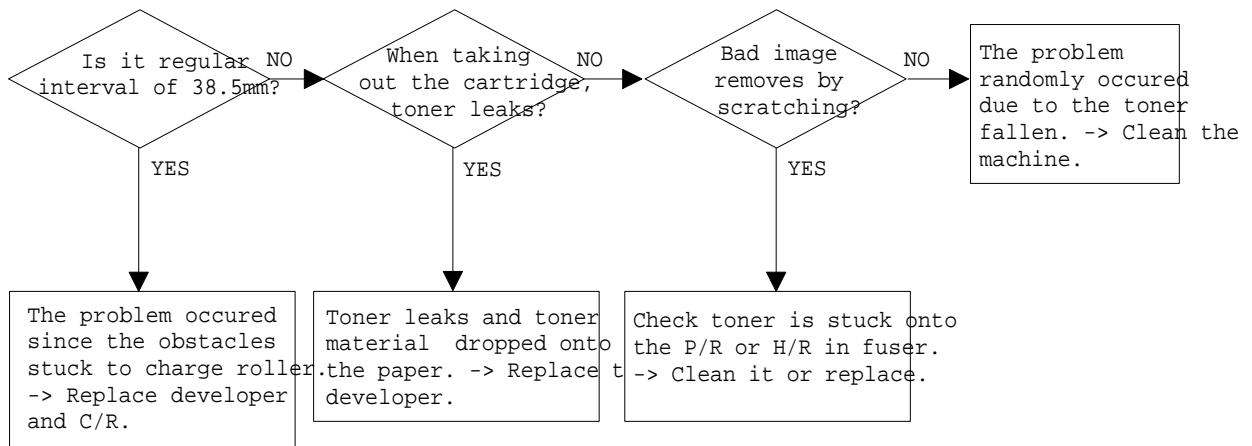 Is it regular
interval of 38.5mm?
NO
YES
When taking
out the cartridge,
toner leaks?
NO
YES
Bad image
removes by
scratching?
NO
YES
The problem
randomly occured
due to the toner
fallen. -> Clean the
machine.
The problem occured
since the obstacles
stuck to charge roller.
-> Replace developer
and C/R.
Toner leaks and toner
material dropped onto
the paper. -> Replace t
developer.
Check toner is stuck onto
the P/R or H/R in fuser.
-> Clean it or replace.